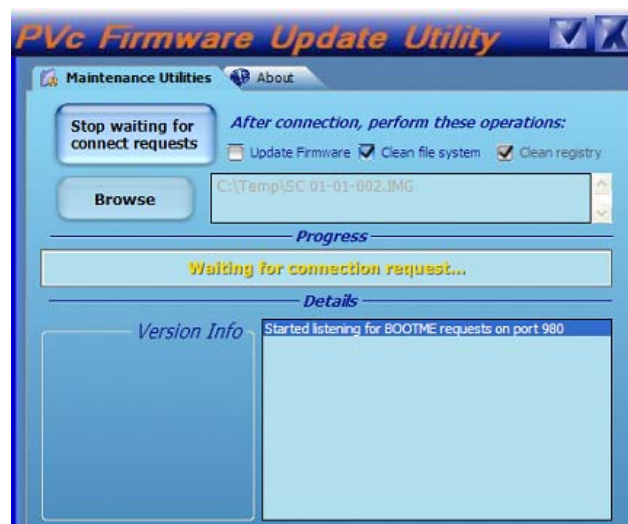 PVc Firmware Update Utility
Maintenance Utilities
About
Stop waiting for
connect requests
After connection, perform these operations:
Update Firmware
Clean file system
Clean registry
Browse
C:\Temp\SC 01-01-002.IMG
Progress
Waiting for connection request...
Details
Version Info
Started listening for BOOTME requests on port 980